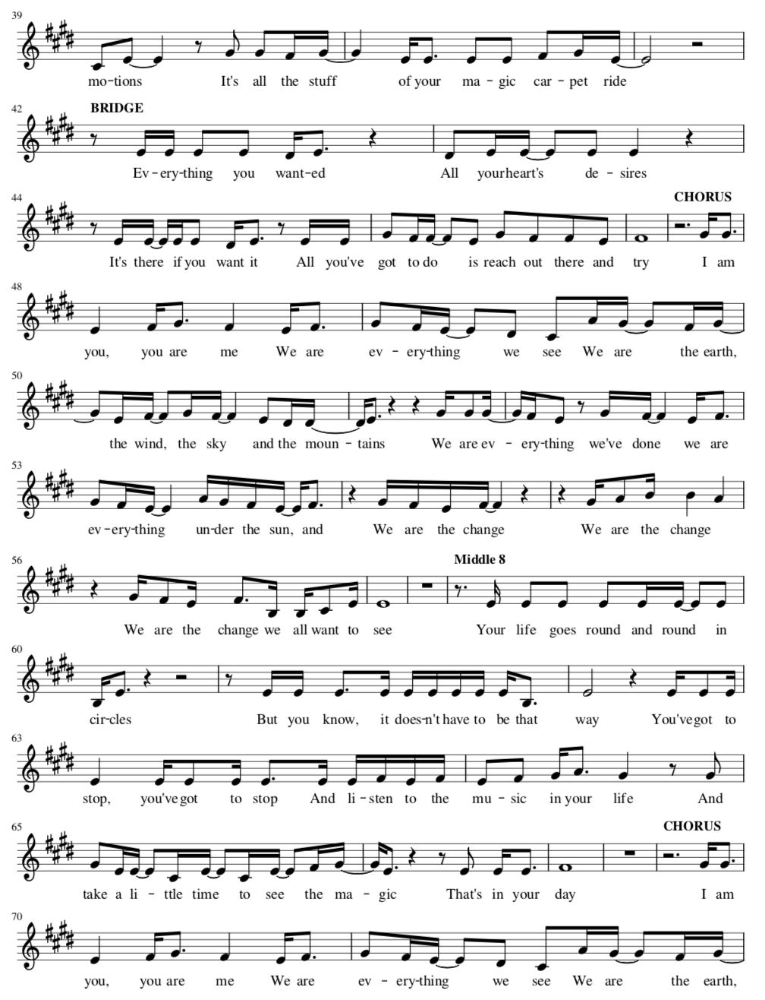 39
mo-tions It's all the stuff of your ma-gic car-pet ride
42 BRIDGE
Ev-ery-thing you want-ed All your heart's de-sires
44 CHORUS
It's there if you want it All you've got to do is reach out there and try I am
48
you, you are me We are ev-ery-thing we see We are the earth,
50
the wind, the sky and the moun-tains We are ev-ery-thing we've done we are
53
ev-ery-thing un-der the sun, and We are the change We are the change
56 Middle 8
We are the change we all want to see Your life goes round and round in
60
cir-cles But you know, it does-n't have to be that way You've got to
63
stop, you've got to stop And li-sten to the mu-sic in your life And
65 CHORUS
take a li-ttle time to see the ma-gic That's in your day I am
70
you, you are me We are ev-ery-thing we see We are the earth,